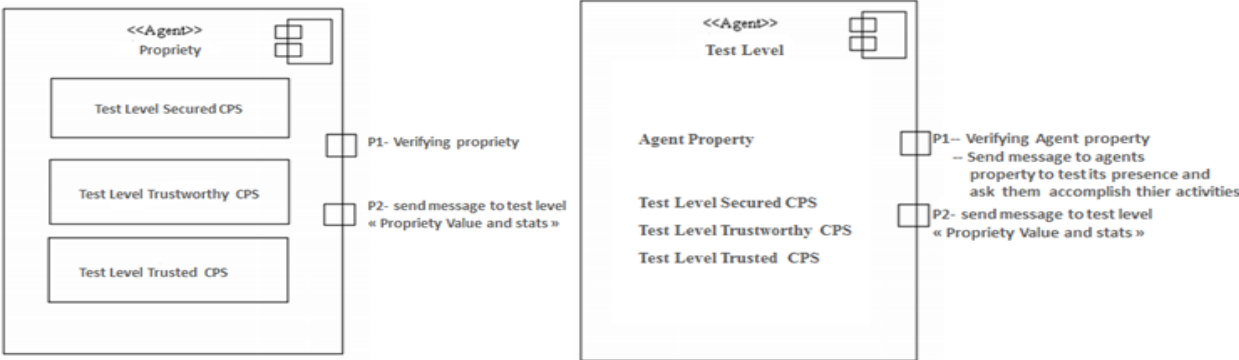 <<Agent>>
Propriety
Test Level Secured CPS
Test Level Trustworthy CPS
Test Level Trusted CPS
P1- Verifying propriety
P2- send message to test level
« Propriety Value and stats »
<<Agent>>
Test Level
Agent Property
Test Level Secured CPS
Test Level Trustworthy CPS
Test Level Trusted CPS
P1-- Verifying Agent property
-- Send message to agents
property to test its presence and
ask them accomplish thier activities
P2- send message to test level
« Propriety Value and stats »